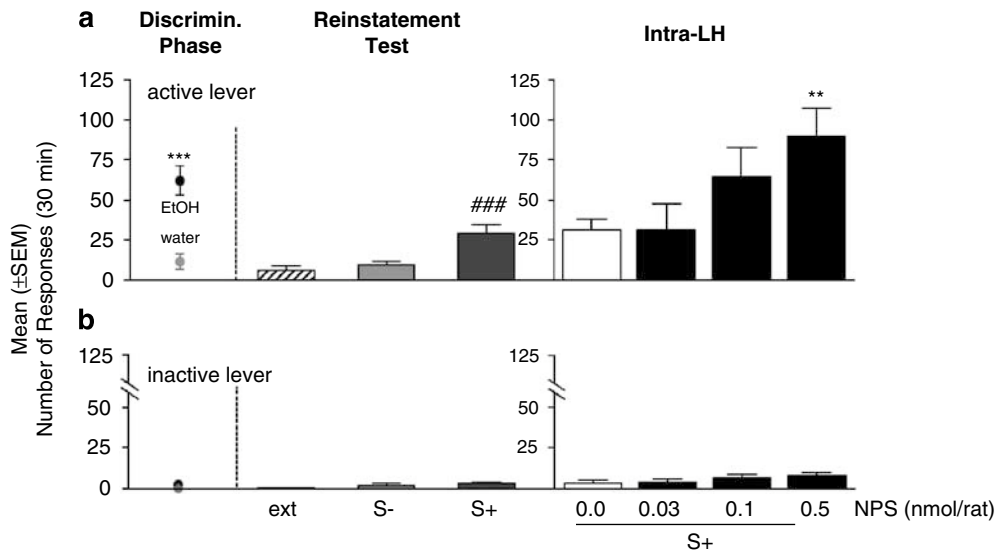 a
Discrimin.
Phase
Reinstatement
Test
Intra-LH
Mean (±SEM)
Number of Responses (30 min)
125
100
75
50
25
0
active lever
***
EtOH
water
###
125
100
75
50
25
**
b
125
50
25
0
inactive lever
125
50
25
0
ext
S-
S+
0.0
0.03
0.1
0.5
NPS (nmol/rat)
S+